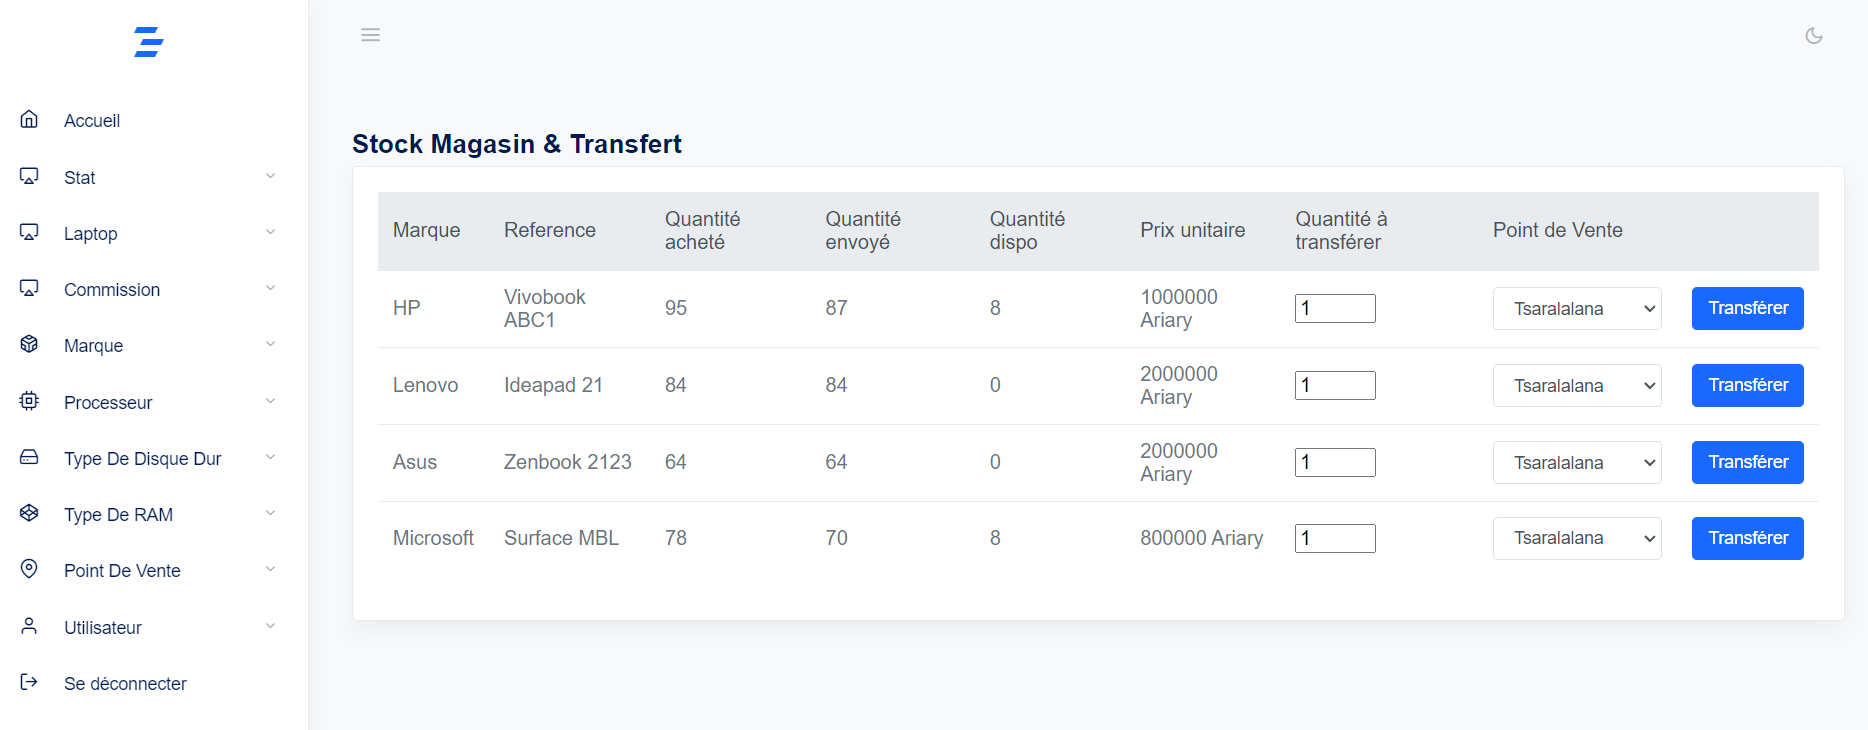 Accueil
Stat
Laptop
Commission
Marque
Processeur
Type De Disque Dur
Type De RAM
Point De Vente
Utilisateur
Se déconnecter
Stock Magasin & Transfert
Marque Reference Quantité acheté Quantité envoyé Quantité dispo Prix unitaire Quantité à transférer Point de Vente
HP Vivobook ABC1 95 87 8 1000000 Ariary 1 Tsaralalana Transférer
Lenovo Ideapad 21 84 84 0 2000000 Ariary 1 Tsaralalana Transférer
Asus Zenbook 2123 64 64 0 2000000 Ariary 1 Tsaralalana Transférer
Microsoft Surface MBL 78 70 8 800000 Ariary 1 Tsaralalana Transférer